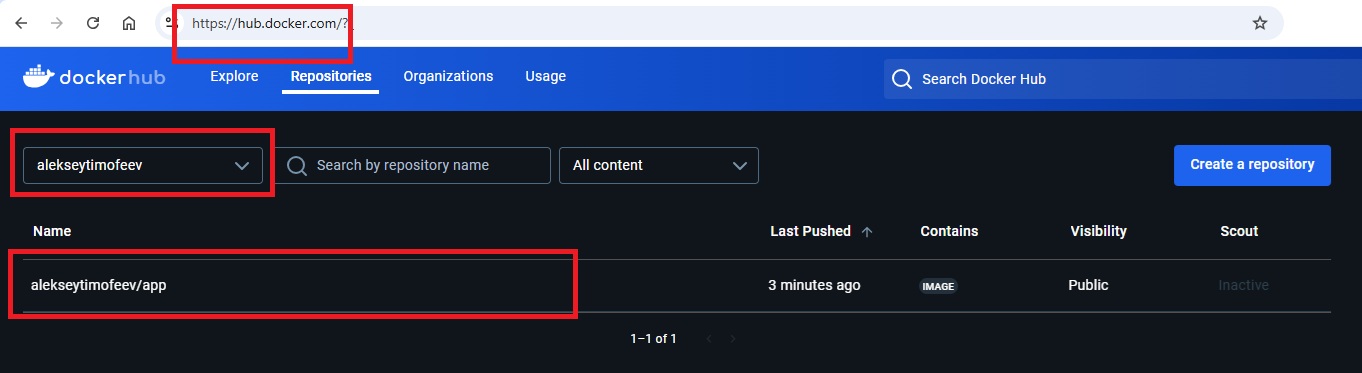 https://hub.docker.com/?_
dockerhub Explore Repositories Organizations Usage Search Docker Hub
alekseytimofeev Search by repository name All content Create a repository
Name Last Pushed Contains Visibility Scout
alekseytimofeev/app 3 minutes ago IMAGE Public Inactive
1–1 of 1